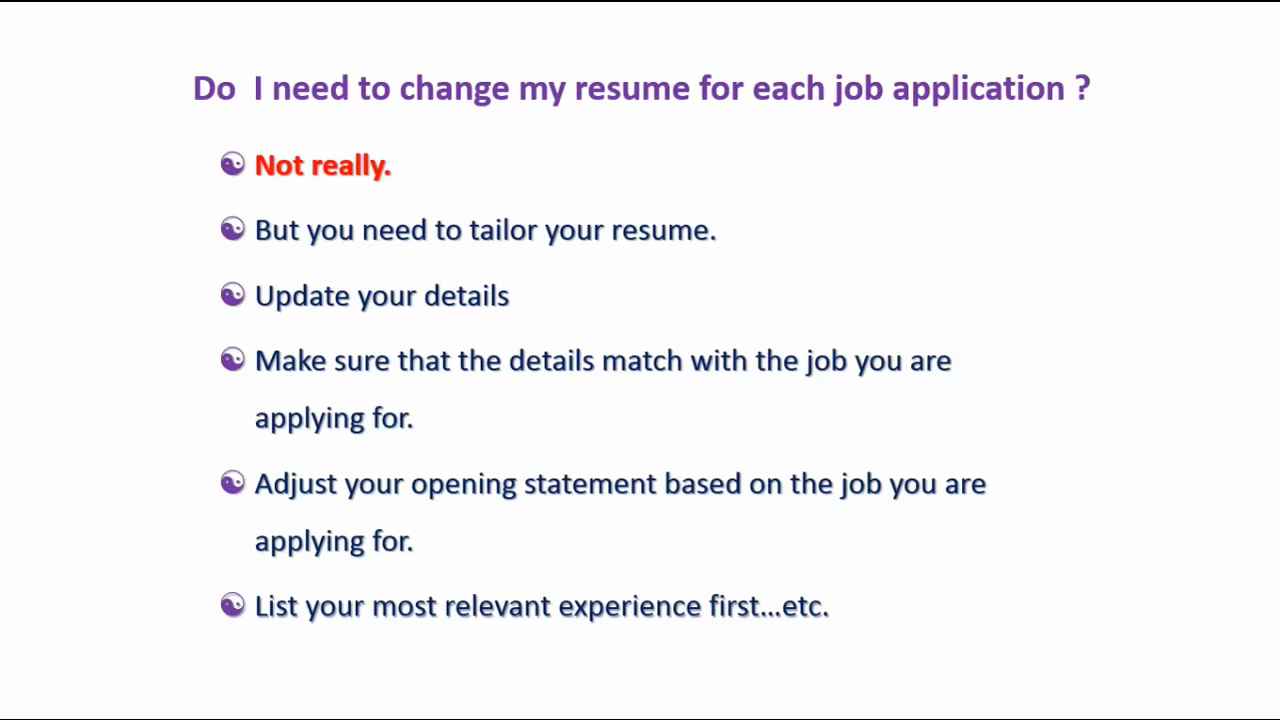 Do I need to change my resume for each job application ?
Not really.
But you need to tailor your resume.
Update your details
Make sure that the details match with the job you are
applying for.
Adjust your opening statement based on the job you are
applying for.
List your most relevant experience first...etc.